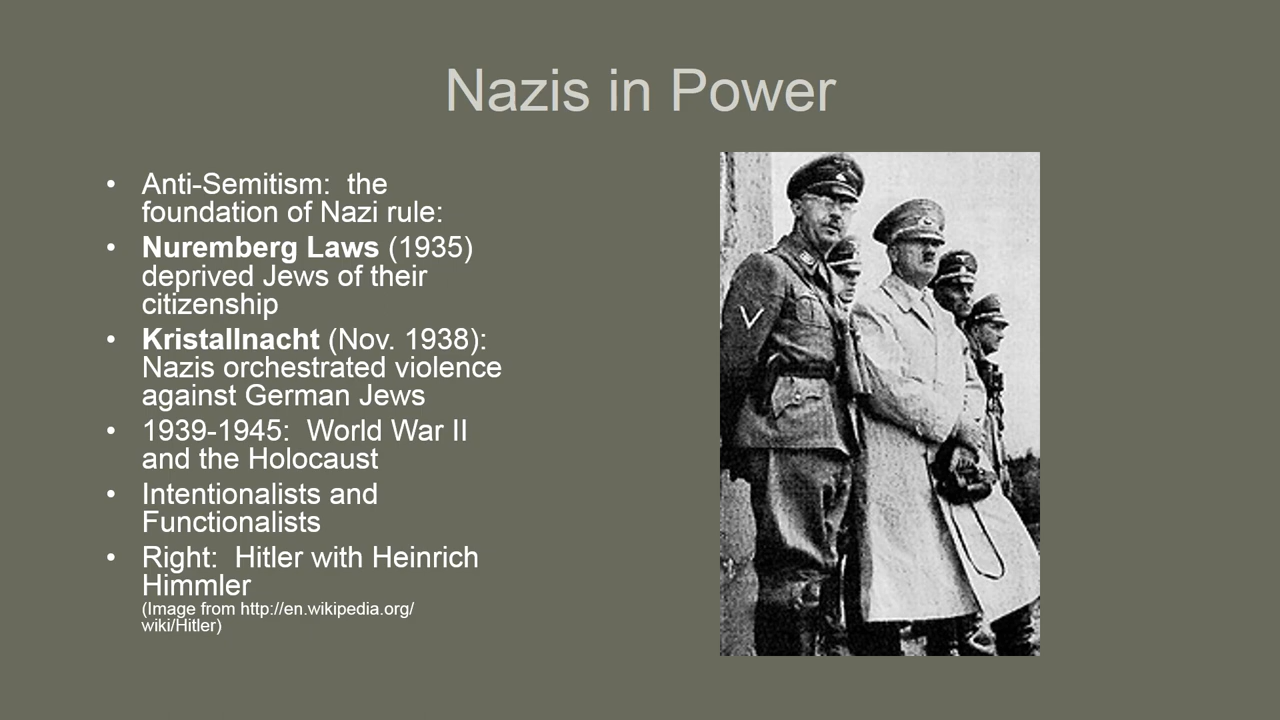 Nazis in Power
• Anti-Semitism:  the
foundation of Nazi rule:
• Nuremberg Laws (1935)
deprived Jews of their
citizenship
• Kristallnacht (Nov. 1938):
Nazis orchestrated violence
against German Jews
• 1939-1945:  World War II
and the Holocaust
• Intentionalists and
Functionalists
• Right:  Hitler with Heinrich
Himmler
(Image from http://en.wikipedia.org/
wiki/Hitler)